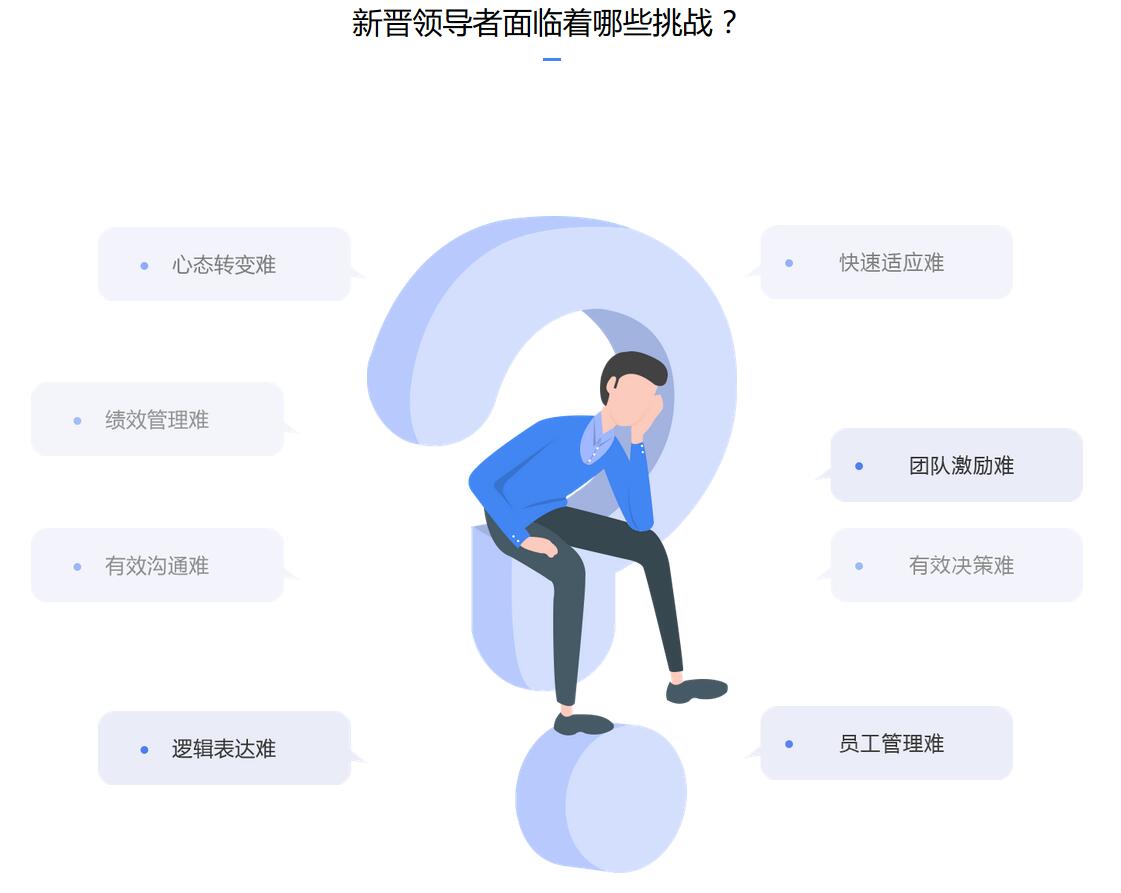 新晋领导者面临着哪些挑战？
心态转变难
快速适应难
绩效管理难
团队激励难
有效沟通难
有效决策难
逻辑表达难
员工管理难